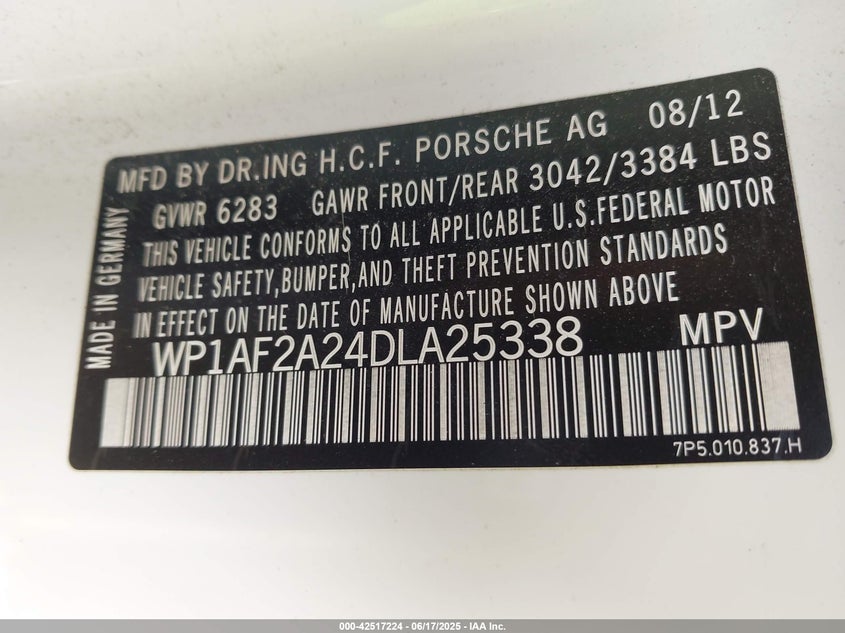 MFD BY DR.ING H.C.F. PORSCHE AG 08/12
GVWR 6283 GAWR FRONT/REAR 3042/3384 LBS
THIS VEHICLE CONFORMS TO ALL APPLICABLE U.S.FEDERAL MOTOR
VEHICLE SAFETY,BUMPER,AND THEFT PREVENTION STANDARDS
IN EFFECT ON THE DATE OF MANUFACTURE SHOWN ABOVE
WP1AF2A24DLA25338 MPV
MADE IN GERMANY
7P5.010.837.H
000-42517224 | 06/17/2025 - IAA Inc.